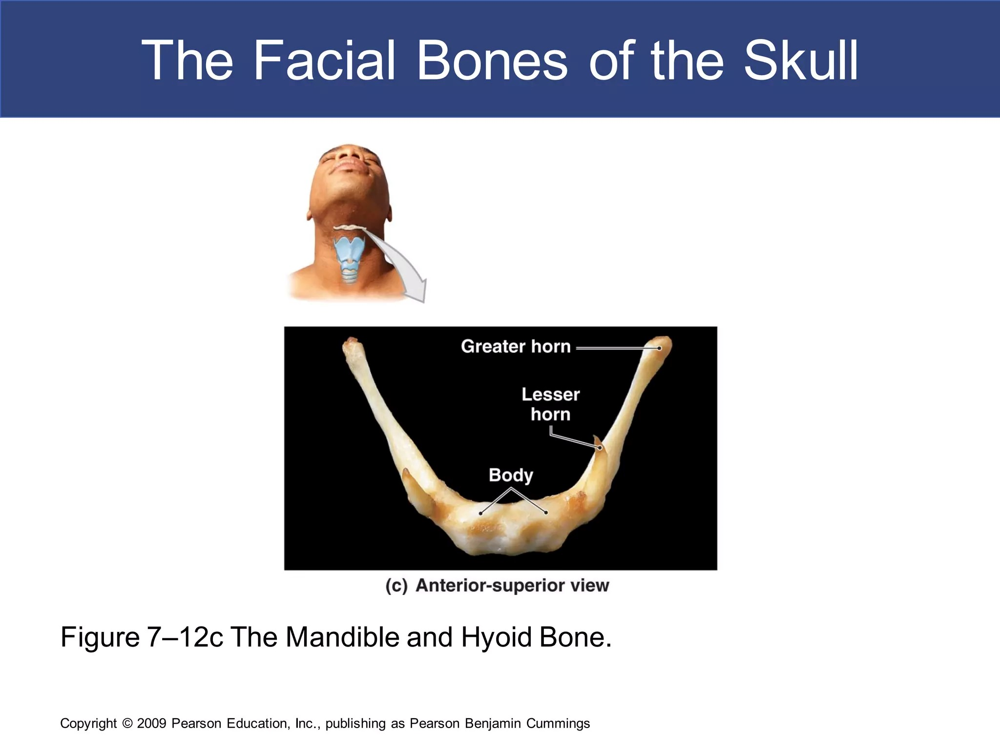 The Facial Bones of the Skull
Greater horn
Lesser
horn
Body
(c) Anterior-superior view
Figure 7–12c The Mandible and Hyoid Bone.
Copyright © 2009 Pearson Education, Inc., publishing as Pearson Benjamin Cummings